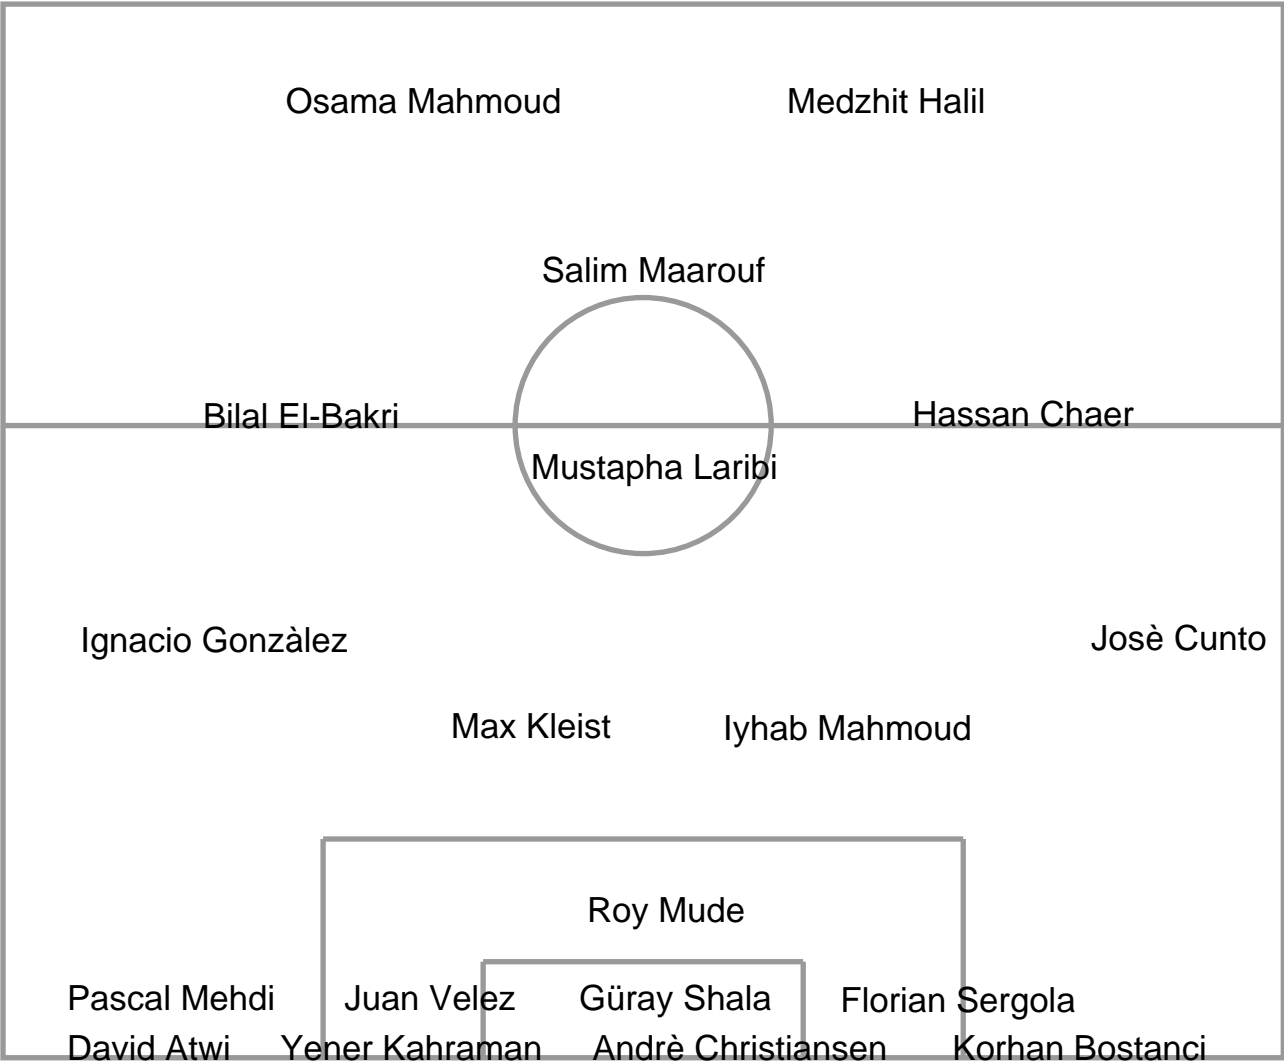 Osama Mahmoud Medzhit Halil
Salim Maarouf
Bilal El-Bakri Hassan Chaer
Mustapha Laribi
Ignacio Gonzàlez Josè Cunto
Max Kleist Iyhab Mahmoud
Roy Mude
Pascal Mehdi Juan Velez Güray Shala Florian Sergola
David Atwi Yener Kahraman Andrè Christiansen Korhan Bostanci